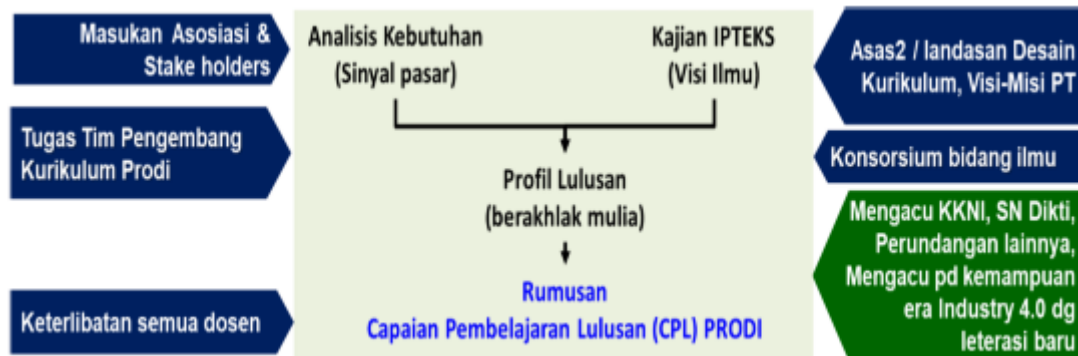 Masukan Asosiasi &
Stake holders
Tugas Tim Pengembang
Kurikulum Prodi
Keterlibatan semua dosen
Analisis Kebutuhan
(Sinyal pasar)
Kajian IPTEKS
(Visi Ilmu)
Profil Lulusan
(berakhlak mulia)
Rumusan
Capaian Pembelajaran Lulusan (CPL) PRODI
Asas2 / landasan Desain
Kurikulum, Visi-Misi PT
Konsorsium bidang ilmu
Mengacu KKNI, SN Dikti,
Perundangan lainnya,
Mengacu pd kemampuan
era Industry 4.0 dg
leterasi baru